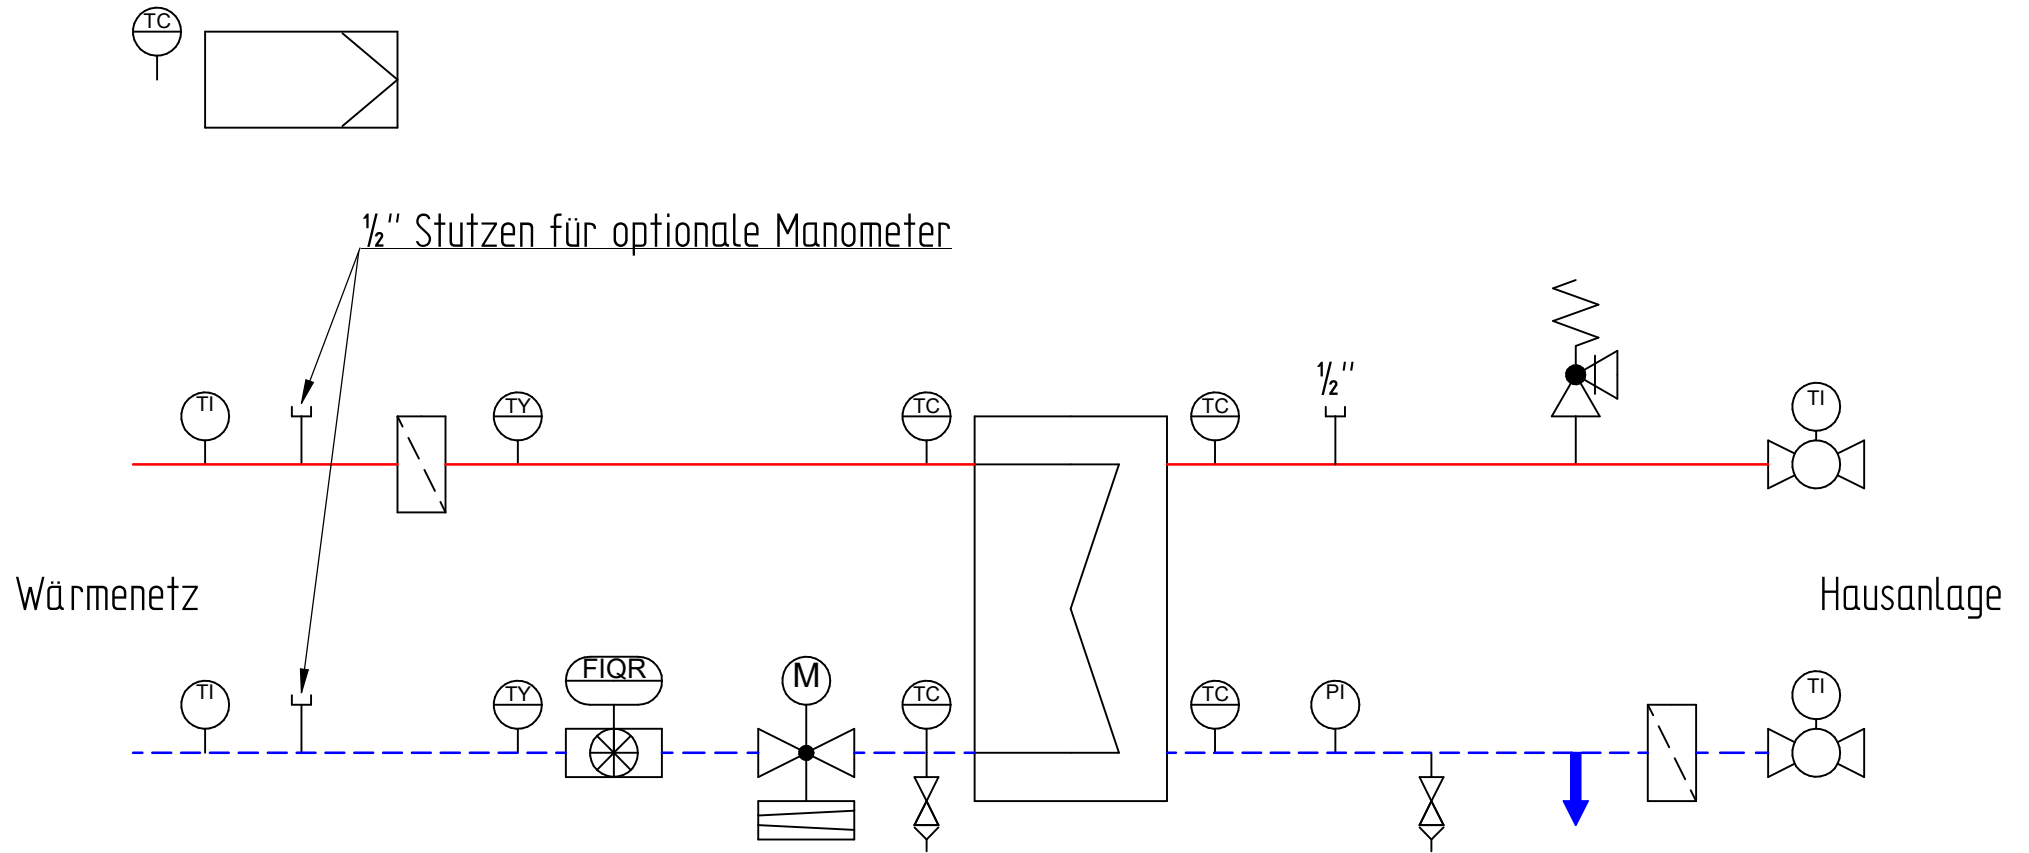 TC
½" Stutzen für optionale Manometer
½"
TI
TY
TC
TC
TI
Wärmenetz
Hausanlage
TI
TY
FIQR
M
TC
TC
PI
TI